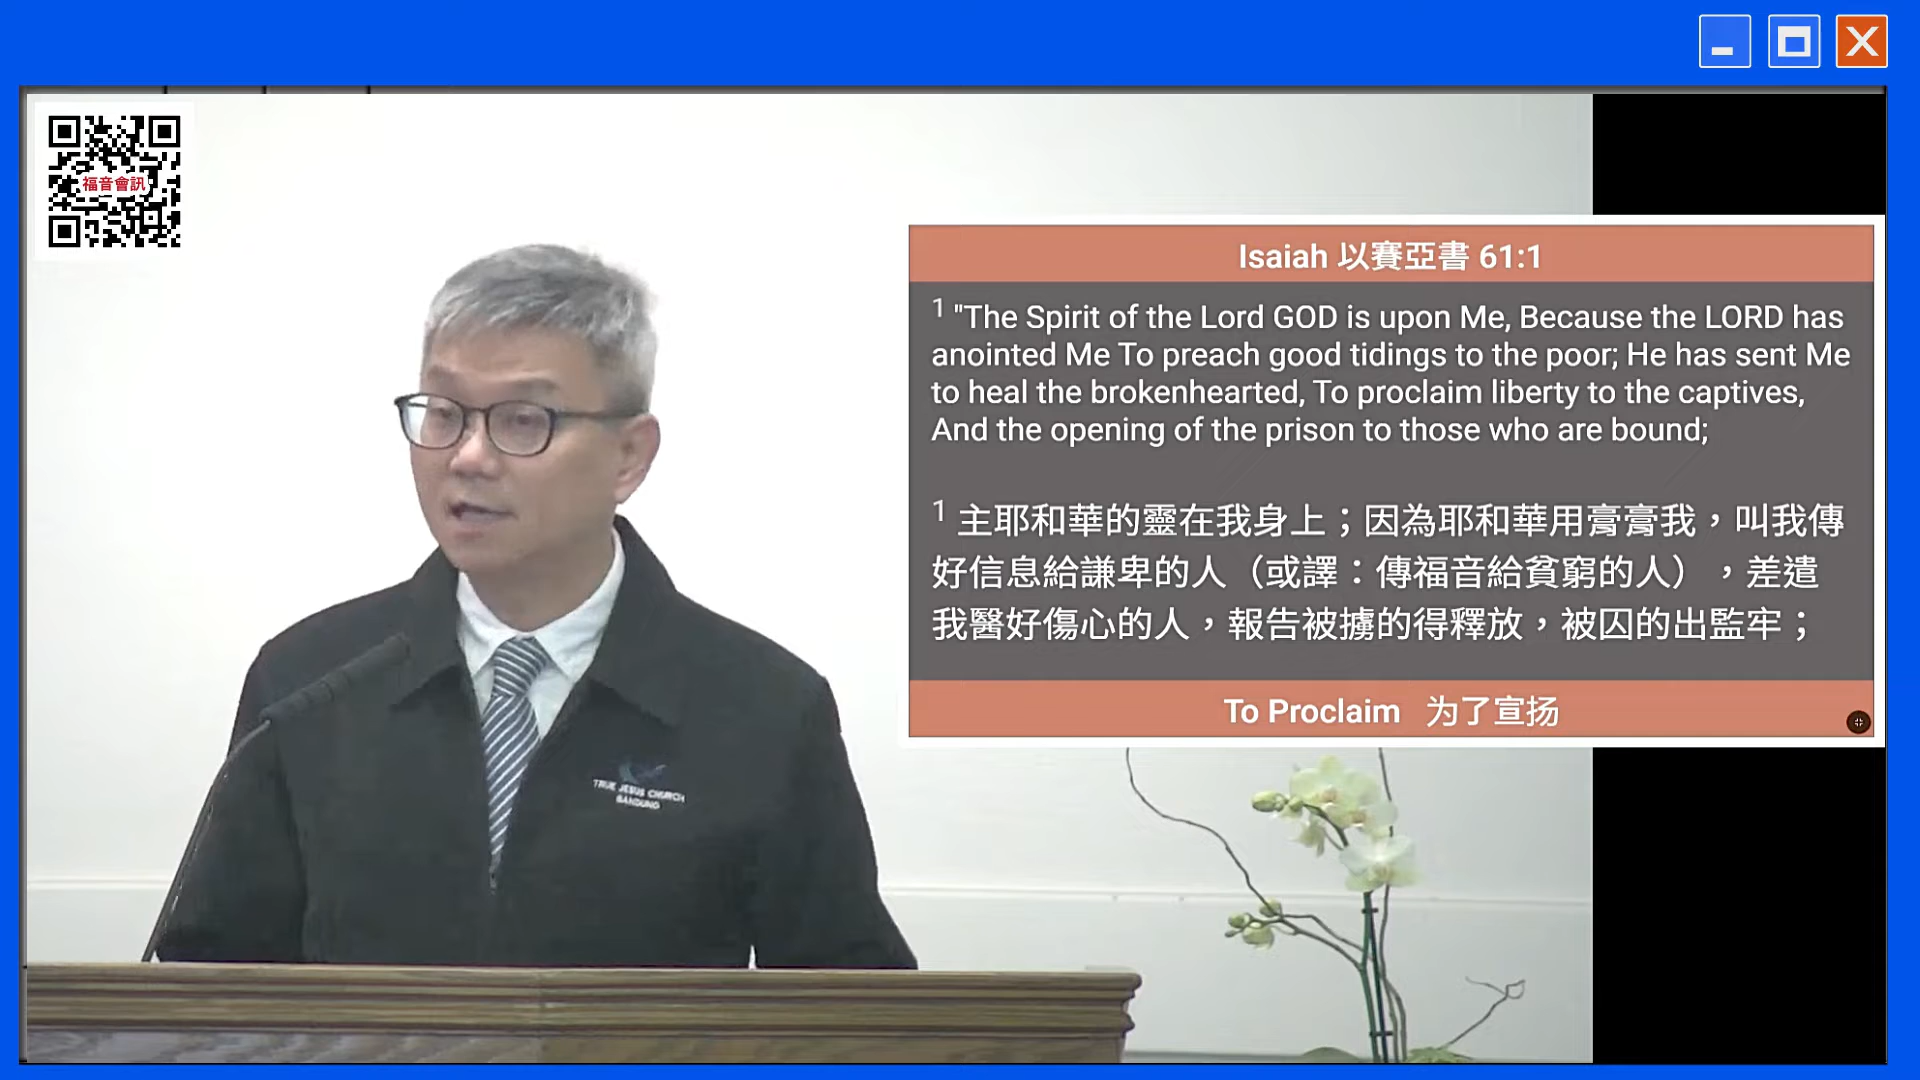 福音會訊
Isaiah 以賽亞書 61:1
1 "The Spirit of the Lord GOD is upon Me, Because the LORD has
anointed Me To preach good tidings to the poor; He has sent Me
to heal the brokenhearted, To proclaim liberty to the captives,
And the opening of the prison to those who are bound;
1 主耶和華的靈在我身上；因為耶和華用膏膏我，叫我傳
好信息給謙卑的人（或譯：傳福音給貧窮的人），差遣
我醫好傷心的人，報告被擄的得釋放，被囚的出監牢；
To Proclaim 为了宣扬
TRUE JESUS CHURCH
BANDUNG